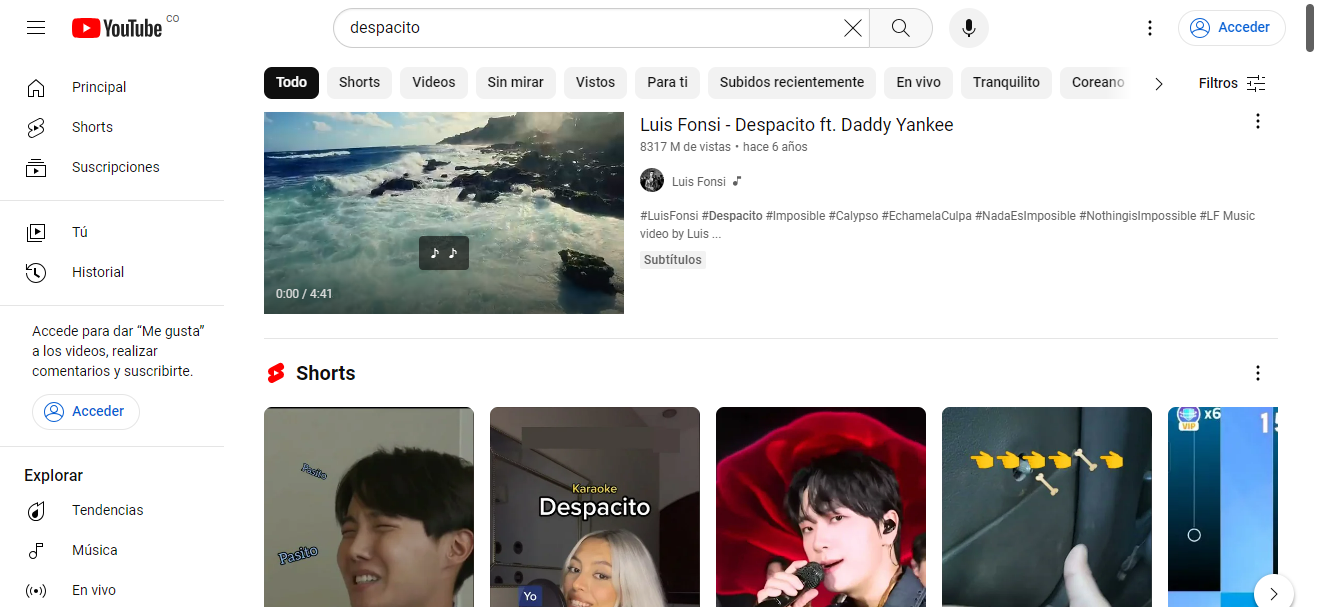 YouTube CO
despacito
Acceder
Principal
Shorts
Suscripciones
Tú
Historial
Accede para dar “Me gusta”
a los videos, realizar
comentarios y suscribirte.
Acceder
Explorar
Tendencias
Música
En vivo
Todo Shorts Videos Sin mirar Vistos Para ti Subidos recientemente En vivo Tranquilito Coreano Filtros
0:00 / 4:41
Luis Fonsi - Despacito ft. Daddy Yankee
8317 M de vistas • hace 6 años
Luis Fonsi
#LuisFonsi #Despacito #Imposible #Calypso #EchamelaCulpa #NadaEsImposible #NothingisImpossible #LF Music
video by Luis ...
Subtítulos
Shorts
Pasito
Pasito
Karaoke
Despacito
Yo
x6
VIP